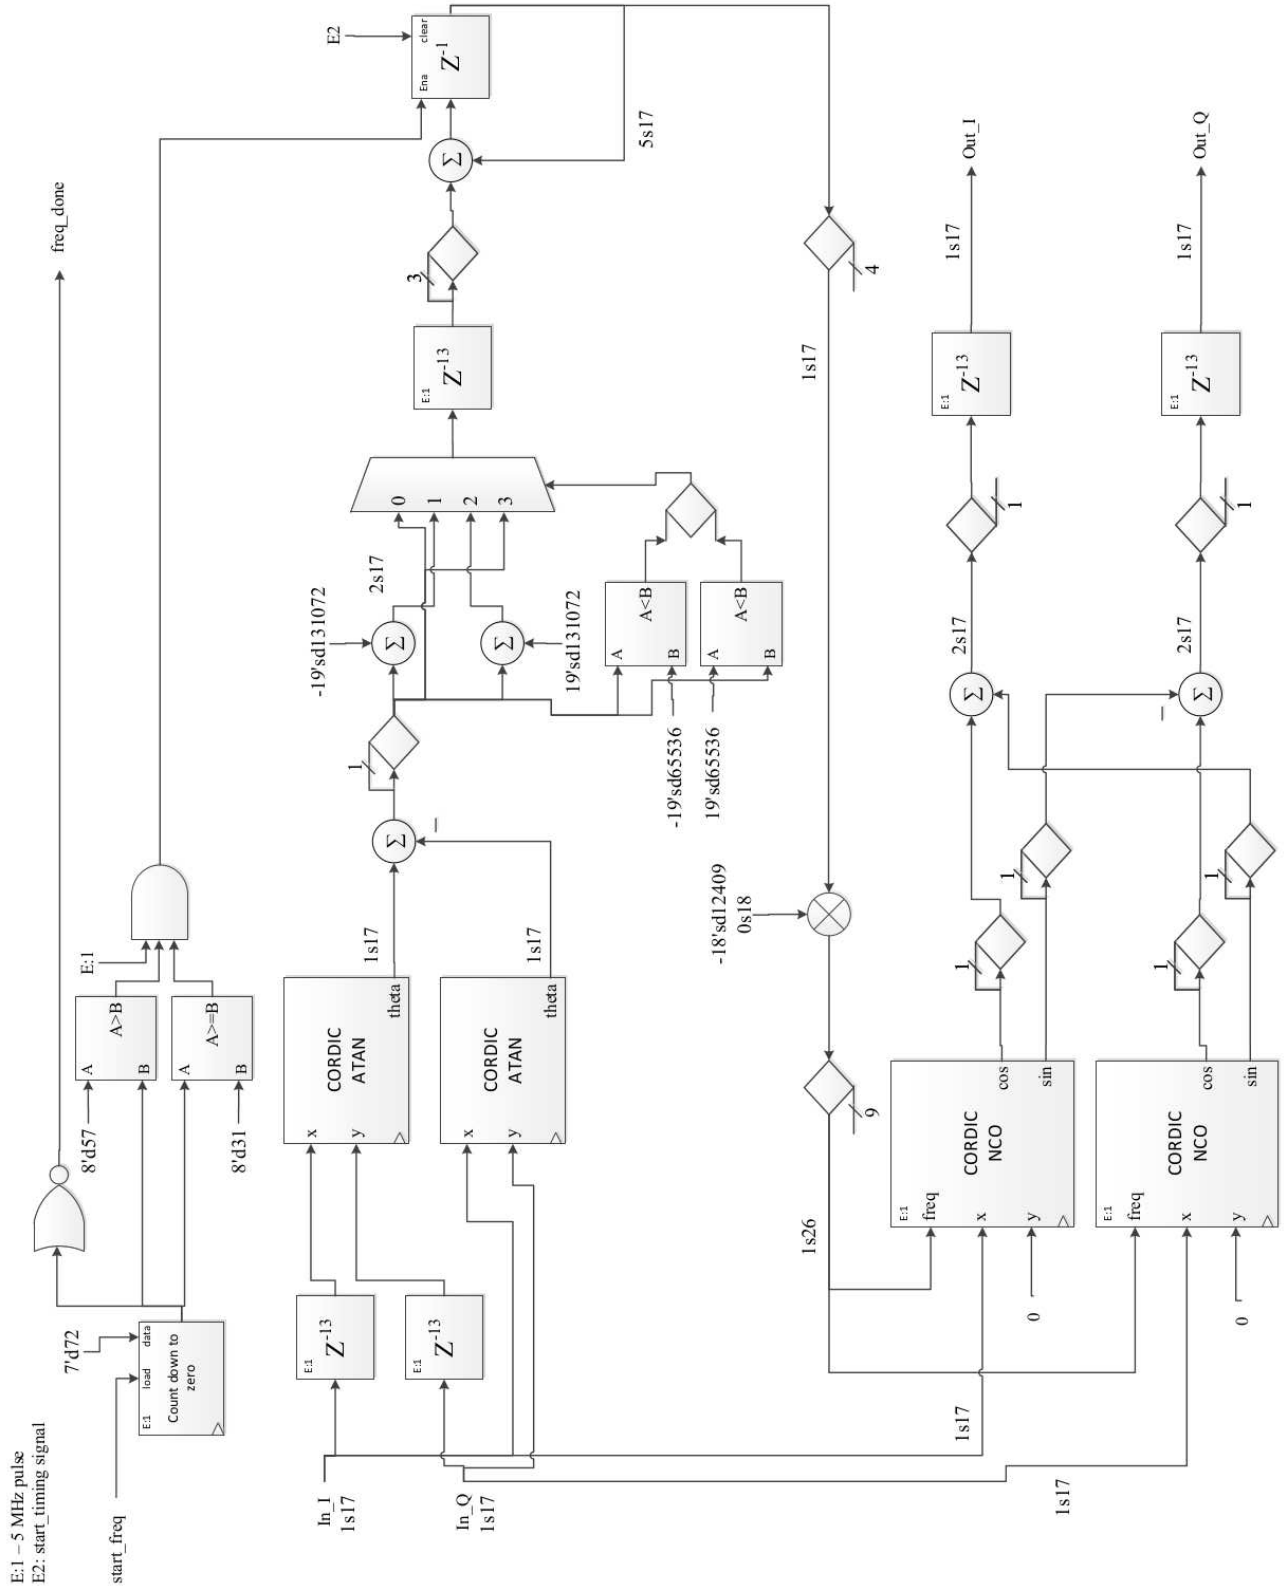 E:1 – 5 MHz pulse
E2: start_timing signal
start_freq
7'd72
E:1 load data
Count down to
zero
freq_done
8'd57
A A>B
B
A A>=B
B
8'd31
E:1
E2
Ena clear
Z-1
Σ
5s17
3
E:1
Z-13
0
1
2
3
2s17
-19'sd131072
Σ
Σ
19'sd131072
A A<B
B
A A<B
B
-19'sd65536
19'sd65536
1
Σ
–
1s17
1s17
CORDIC
ATAN
x
y
theta
CORDIC
ATAN
x
y
theta
E:1
Z-13
E:1
Z-13
In_I
1s17
In_Q
1s17
4
1s17
-18'sd12409
0s18
9
1s26
1s17
1s17
E:1
freq
x
y
CORDIC
NCO
cos
sin
0
E:1
freq
x
y
CORDIC
NCO
cos
sin
0
1
1
1
1
Σ
–
Σ
2s17
2s17
1
1
E:1
Z-13
E:1
Z-13
1s17
1s17
Out_I
Out_Q